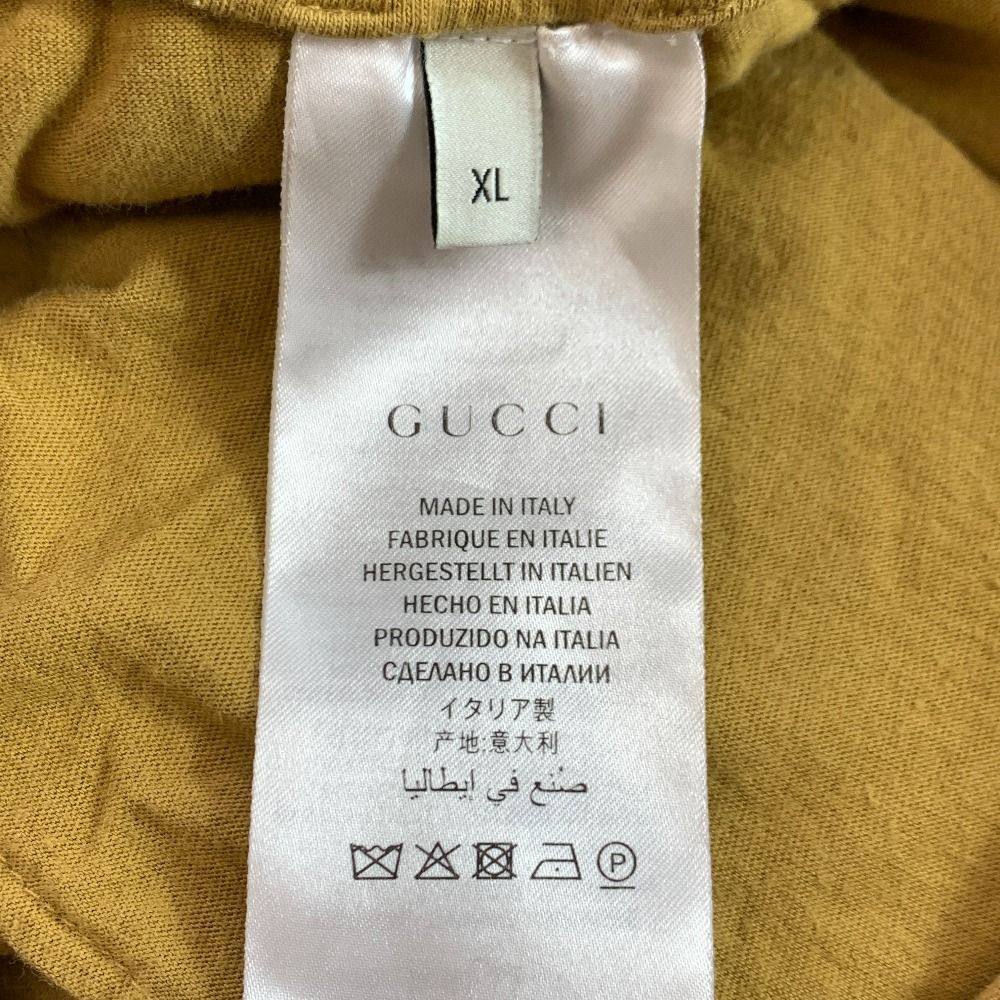 XL
GUCCI
MADE IN ITALY
FABRIQUE EN ITALIE
HERGESTELLT IN ITALIEN
HECHO EN ITALIA
PRODUZIDO NA ITALIA
СДЕЛАНО В ИТАЛИИ
イタリア製
产地:意大利
صُنع في إيطاليا
P